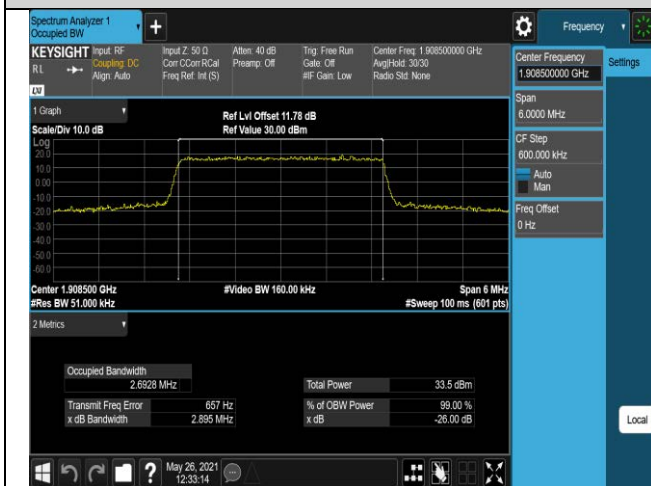 Spectrum Analyzer 1
Occupied BW
+
Frequency
KEYSIGHT
RL
Input: RF
Coupling: DC
Align: Auto
Input Z: 50 Ω
Corr CCorr RCal
Freq Ref: Int (S)
Atten: 40 dB
Preamp: Off
Trig: Free Run
Gate: Off
#IF Gain: Low
Center Freq: 1.908500000 GHz
Avg|Hold: 30/30
Radio Std: None
LXI
1 Graph
Scale/Div 10.0 dB
Ref Lvl Offset 11.78 dB
Ref Value 30.00 dBm
Log
20.0
10.0
0.00
-10.0
-20.0
-30.0
-40.0
-50.0
-60.0
Center 1.908500 GHz
#Res BW 51.000 kHz
#Video BW 160.00 kHz
Span 6 MHz
#Sweep 100 ms (601 pts)
2 Metrics
Occupied Bandwidth
2.6928 MHz
Transmit Freq Error 657 Hz
x dB Bandwidth 2.895 MHz
Total Power 33.5 dBm
% of OBW Power 99.00 %
x dB -26.00 dB
Center Frequency
1.908500000 GHz
Settings
Span
6.0000 MHz
CF Step
600.000 kHz
Auto
Man
Freq Offset
0 Hz
Local
?
May 26, 2021
12:33:14